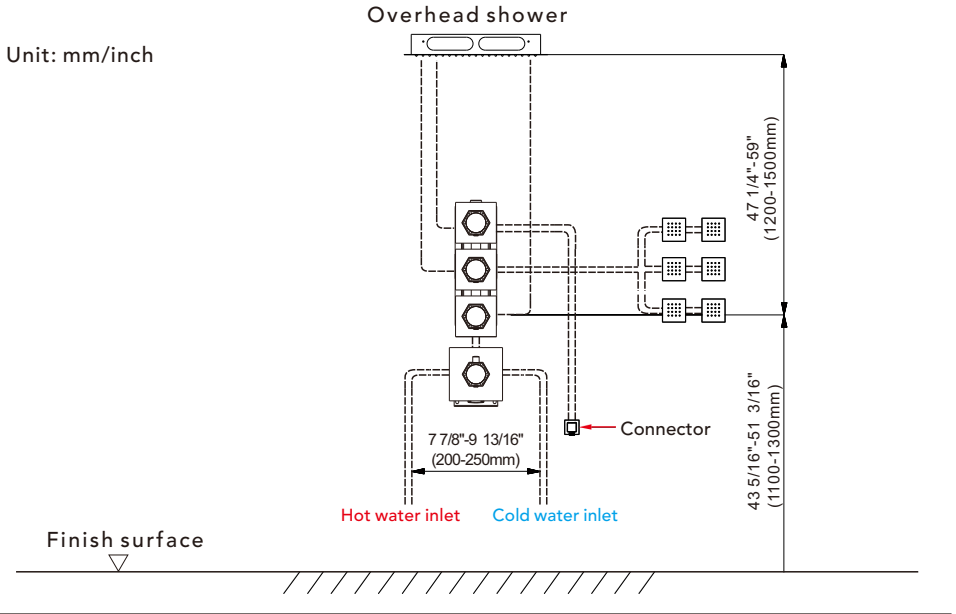 Overhead shower
Unit: mm/inch
47 1/4"-59"
(1200-1500mm)
Connector
7 7/8"-9 13/16"
(200-250mm)
43 5/16"-51 3/16"
(1100-1300mm)
Hot water inlet
Cold water inlet
Finish surface